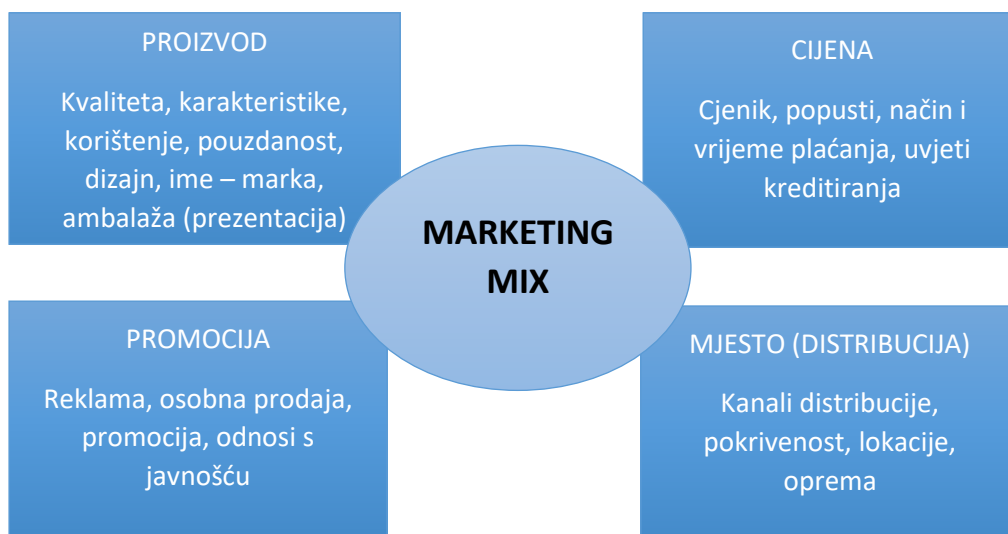 PROIZVOD
Kvaliteta, karakteristike,
korištenje, pouzdanost,
dizajn, ime – marka,
ambalaža (prezentacija)
CIJENA
Cjenik, popusti, način i
vrijeme plaćanja, uvjeti
kreditiranja
MARKETING
MIX
PROMOCIJA
Reklama, osobna prodaja,
promocija, odnosi s
javnošću
MJESTO (DISTRIBUCIJA)
Kanali distribucije,
pokrivenost, lokacije,
oprema